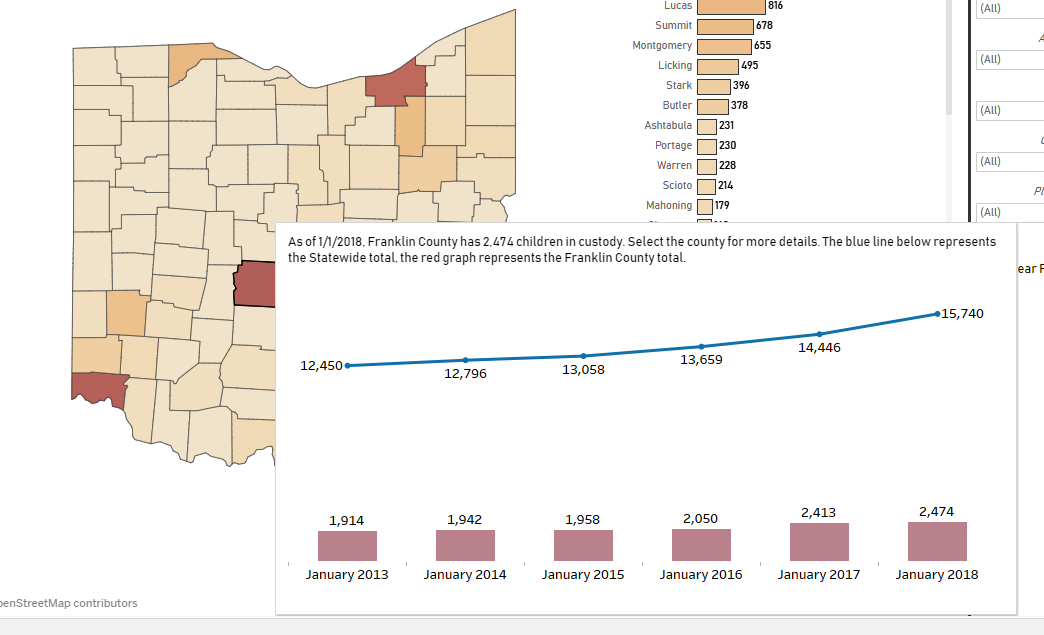 Lucas 816
(All)
Summit 678
Montgomery 655
A
(All)
Licking 495
Stark 396
Butler 378
(All)
Ashtabula 231
Portage 230
(All)
Warren 228
Scioto 214
Pl
Mahoning 179
(All)
As of 1/1/2018, Franklin County has 2,474 children in custody. Select the county for more details. The blue line below represents
the Statewide total, the red graph represents the Franklin County total.
ear F
12,450 12,796 13,058 13,659 14,446 15,740
1,914 1,942 1,958 2,050 2,413 2,474
January 2013 January 2014 January 2015 January 2016 January 2017 January 2018
penStreetMap contributors